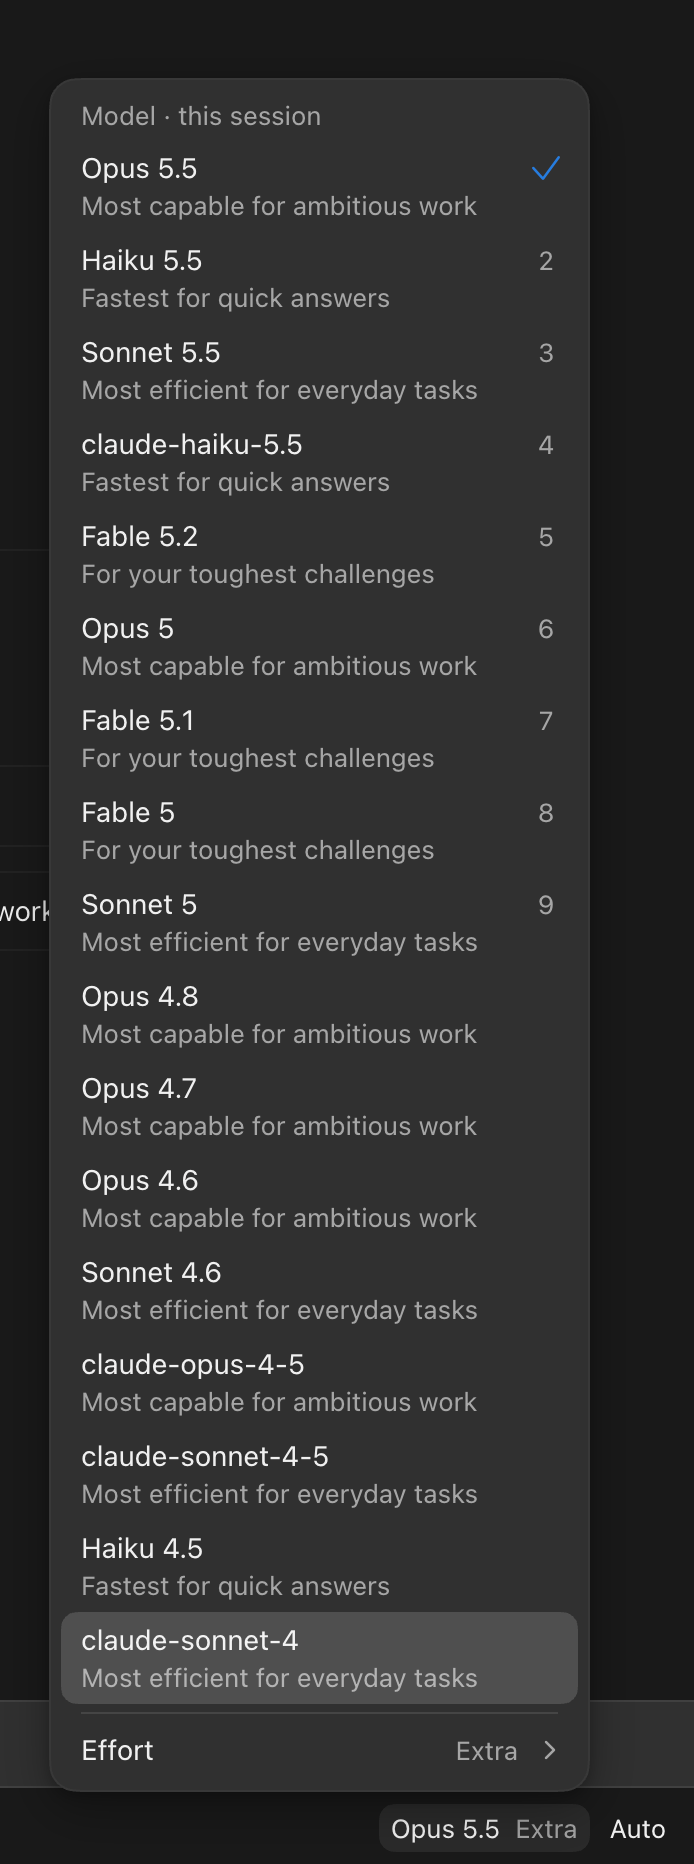 Model · this session
Opus 5.5
Most capable for ambitious work
Haiku 5.5 2
Fastest for quick answers
Sonnet 5.5 3
Most efficient for everyday tasks
claude-haiku-5.5 4
Fastest for quick answers
Fable 5.2 5
For your toughest challenges
Opus 5 6
Most capable for ambitious work
Fable 5.1 7
For your toughest challenges
Fable 5 8
For your toughest challenges
work
Sonnet 5 9
Most efficient for everyday tasks
Opus 4.8
Most capable for ambitious work
Opus 4.7
Most capable for ambitious work
Opus 4.6
Most capable for ambitious work
Sonnet 4.6
Most efficient for everyday tasks
claude-opus-4-5
Most capable for ambitious work
claude-sonnet-4-5
Most efficient for everyday tasks
Haiku 4.5
Fastest for quick answers
claude-sonnet-4
Most efficient for everyday tasks
Effort Extra
Opus 5.5 Extra Auto